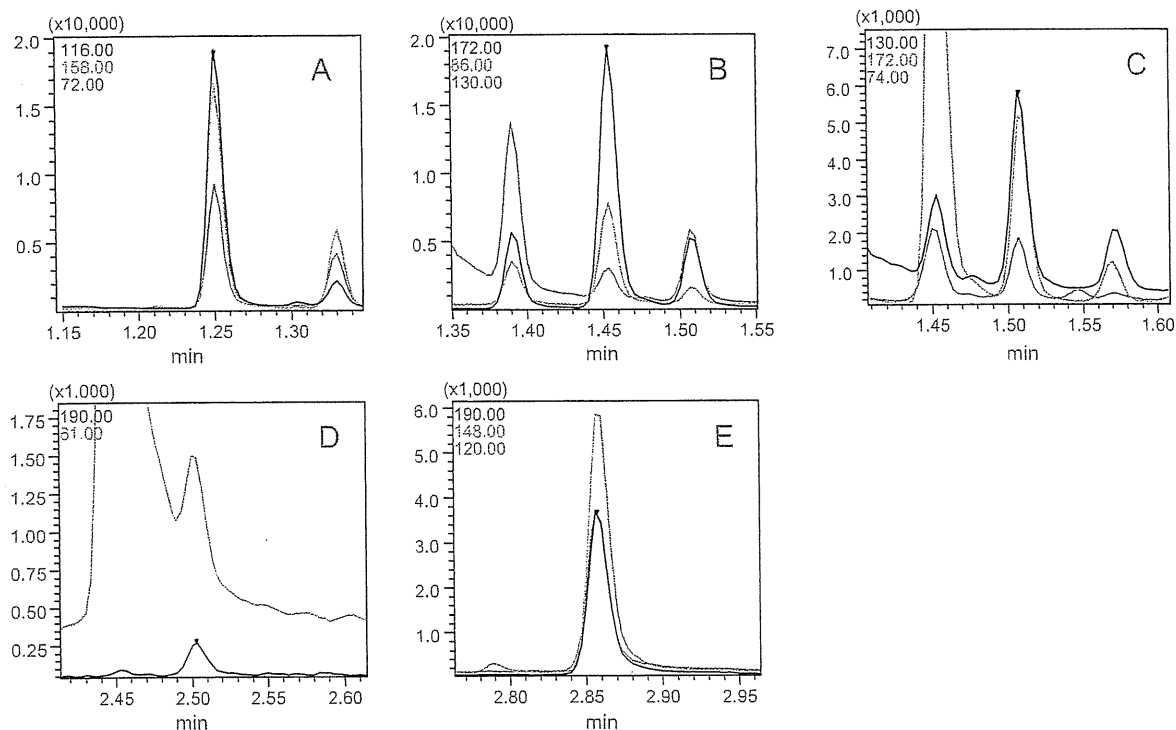 (x10,000)
116.00
158.00
72.00
A
2.0
1.5
1.0
0.5
1.15 1.20 1.25 1.30
min
(x10,000)
172.00
86.00
130.00
B
2.0
1.5
1.0
0.5
1.35 1.40 1.45 1.50 1.55
min
(x1,000)
130.00
172.00
74.00
C
7.0
6.0
5.0
4.0
3.0
2.0
1.0
1.45 1.50 1.55 1.60
min
(x1.000)
190.00
61.00
D
1.75
1.50
1.25
1.00
0.75
0.50
0.25
2.45 2.50 2.55 2.60
min
(x1,000)
190.00
148.00
120.00
E
6.0
5.0
4.0
3.0
2.0
1.0
2.80 2.85 2.90 2.95
min